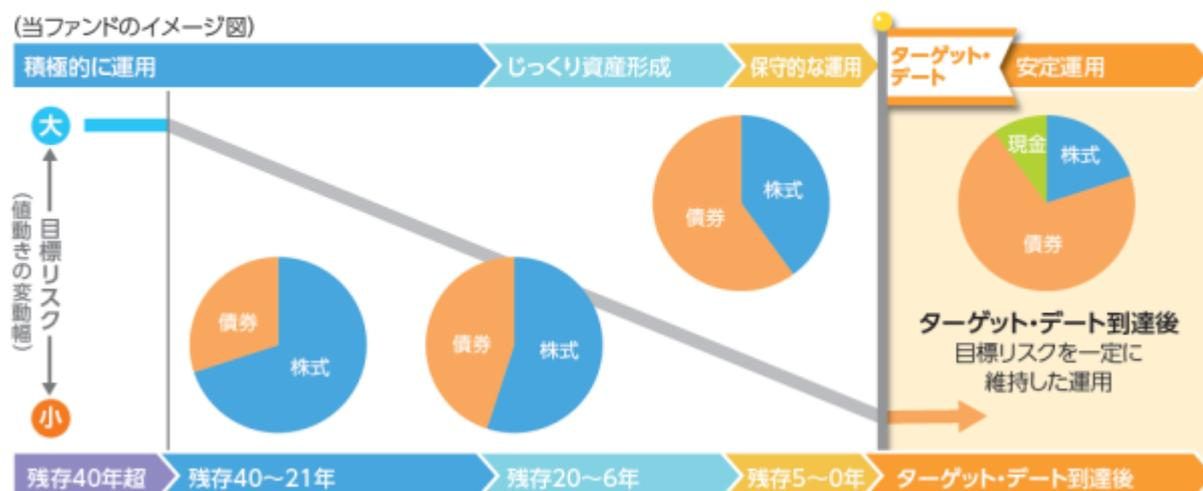 (当ファンドのイメージ図)
積極的に運用
じっくり資産形成
保守的な運用
ターゲット・
デート
安定運用
大
目標リスク
(値動きの変動幅)
小
債券
株式
債券
株式
債券
株式
現金
株式
債券
ターゲット・デート到達後
目標リスクを一定に
維持した運用
残存40年超
残存40～21年
残存20～6年
残存5～0年
ターゲット・デート到達後